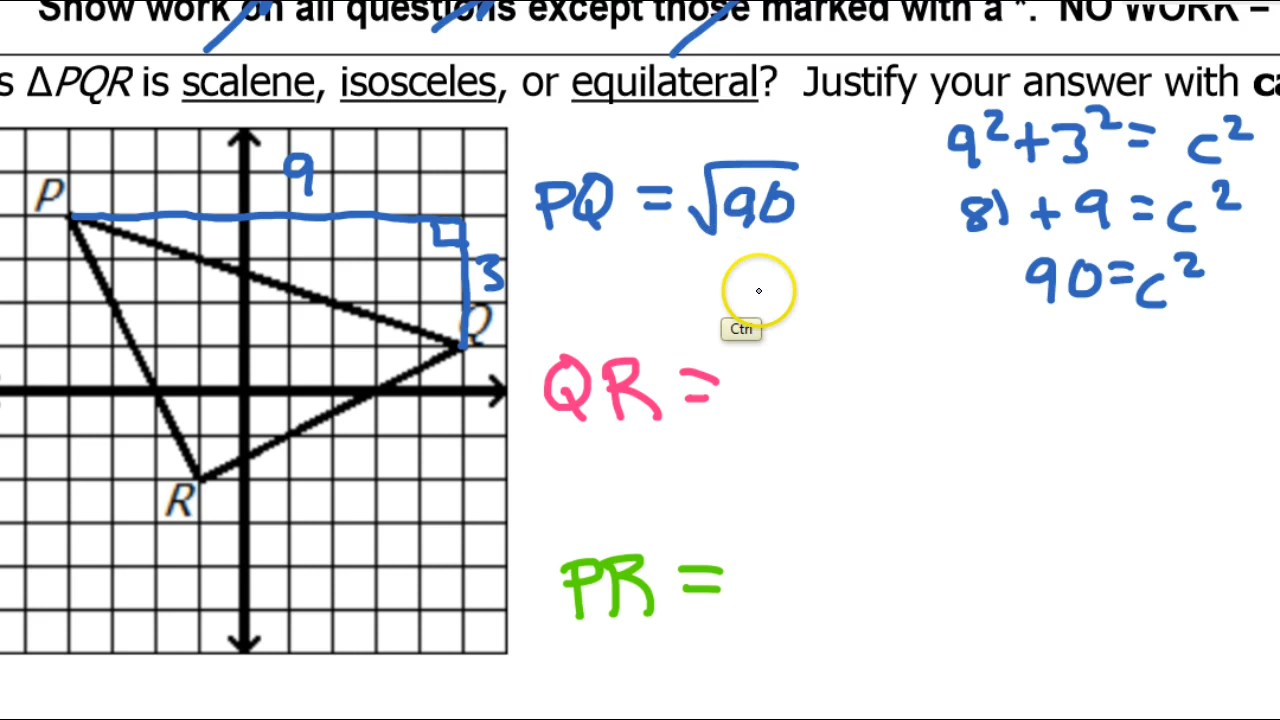 Show work on all questions except those marked with a *. NO WORK =
s ΔPQR is scalene, isosceles, or equilateral? Justify your answer with ca
9
P
3
Q
R
PQ = √90
Ctrl
QR =
PR =
9² + 3² = c²
81 + 9 = c²
90 = c²